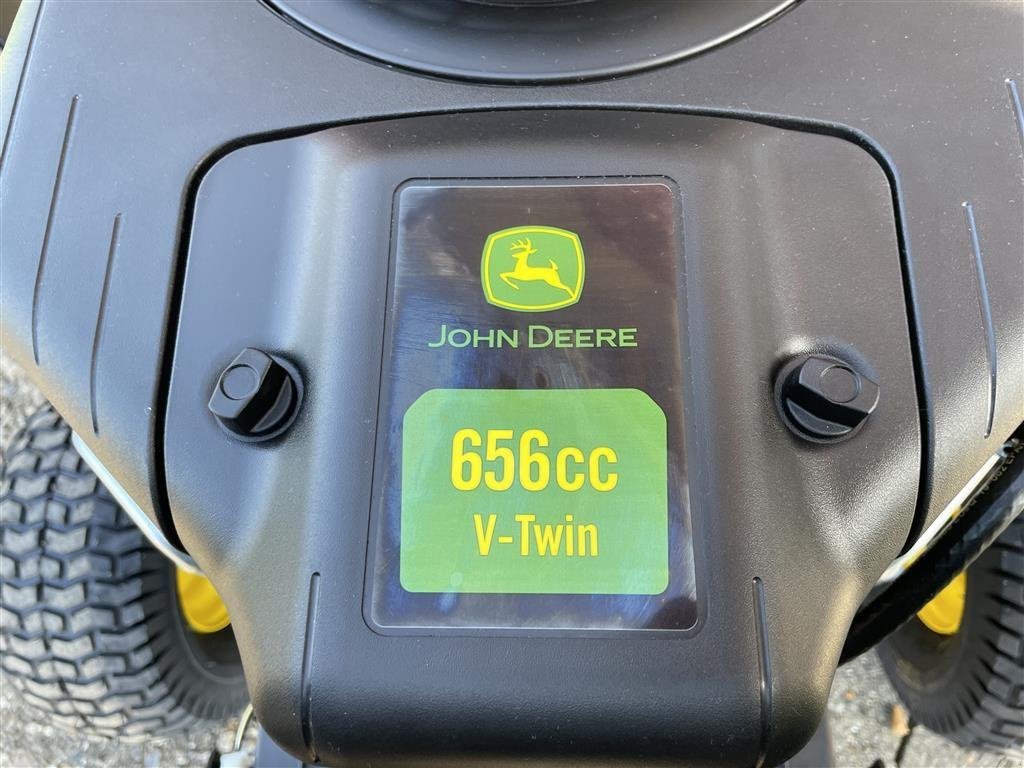 JOHN DEERE
656cc
V-Twin